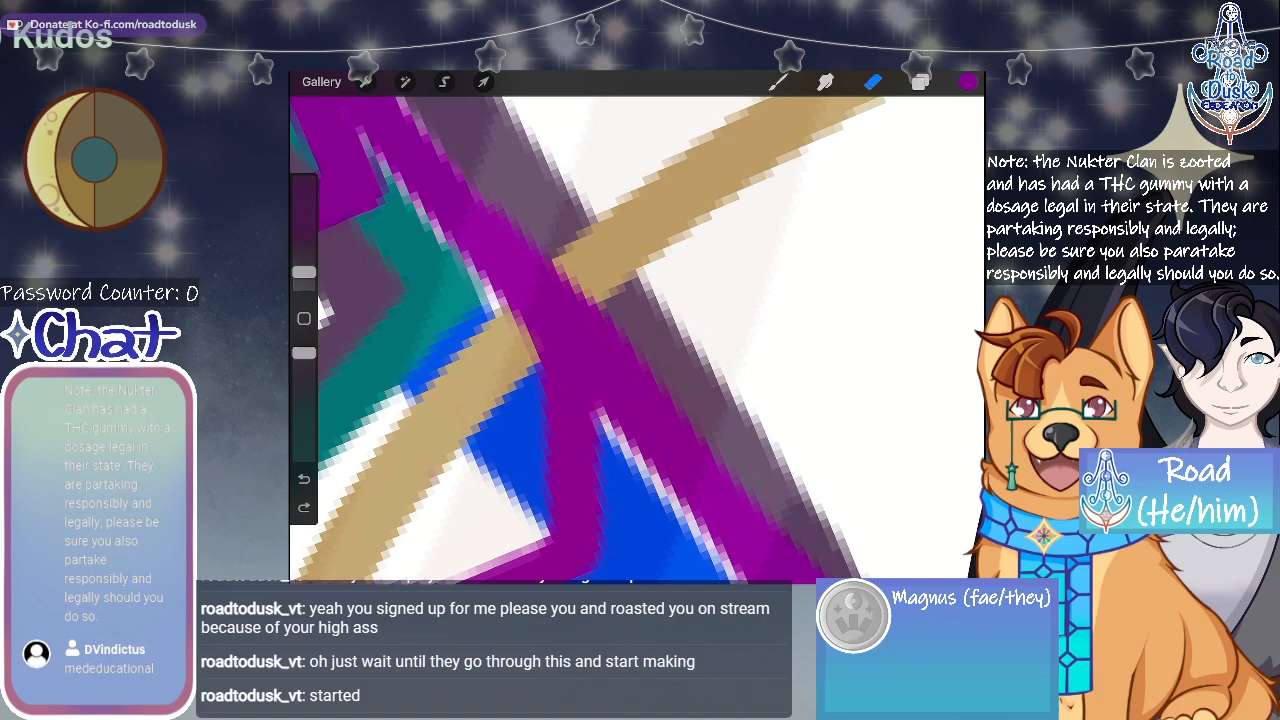 Donate at Ko-fi.com/roadtodusk
Kudos
Gallery
Road
to
Dusk
Note: the Nukter Clan is zooted
and has had a THC gummy with a
dosage legal in their state. They are
partaking responsibly and legally;
please be sure you also paratake
responsibly and legally should you do so.
Password Counter: 0
Chat
Note: the Nukter
Clan has had a
THC gummy with a
dosage legal in
their state. They
are partaking
responsibly and
legally; please be
sure you also
partake
responsibly and
legally should you
do so.
DVindictus
mededucational
roadtodusk_vt: yeah you signed up for me please you and roasted you on stream
because of your high ass
roadtodusk_vt: oh just wait until they go through this and start making
roadtodusk_vt: started
Magnus (fae/they)
Road
(He/him)